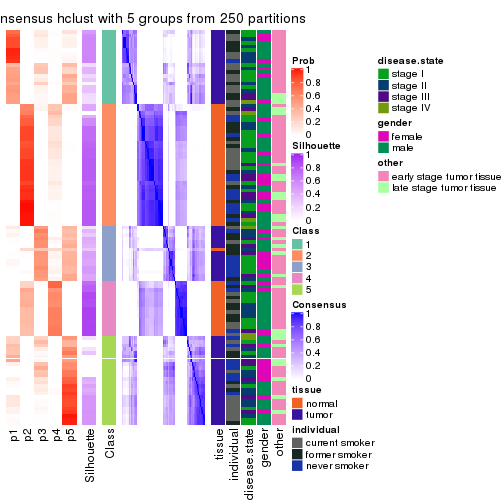 nsensus hclust with 5 groups from 250 partitions
Prob
1
0.8
0.6
0.4
0.2
0
Silhouette
1
0.8
0.6
0.4
0.2
0
Class
1
2
3
4
5
Consensus
1
0.8
0.6
0.4
0.2
0
tissue
normal
tumor
individual
current smoker
former smoker
never smoker
disease.state
stage I
stage II
stage III
stage IV
gender
female
male
other
early stage tumor tissue
late stage tumor tissue
p1
p2
p3
p4
p5
Silhouette
Class
tissue
individual
disease.state
gender
other